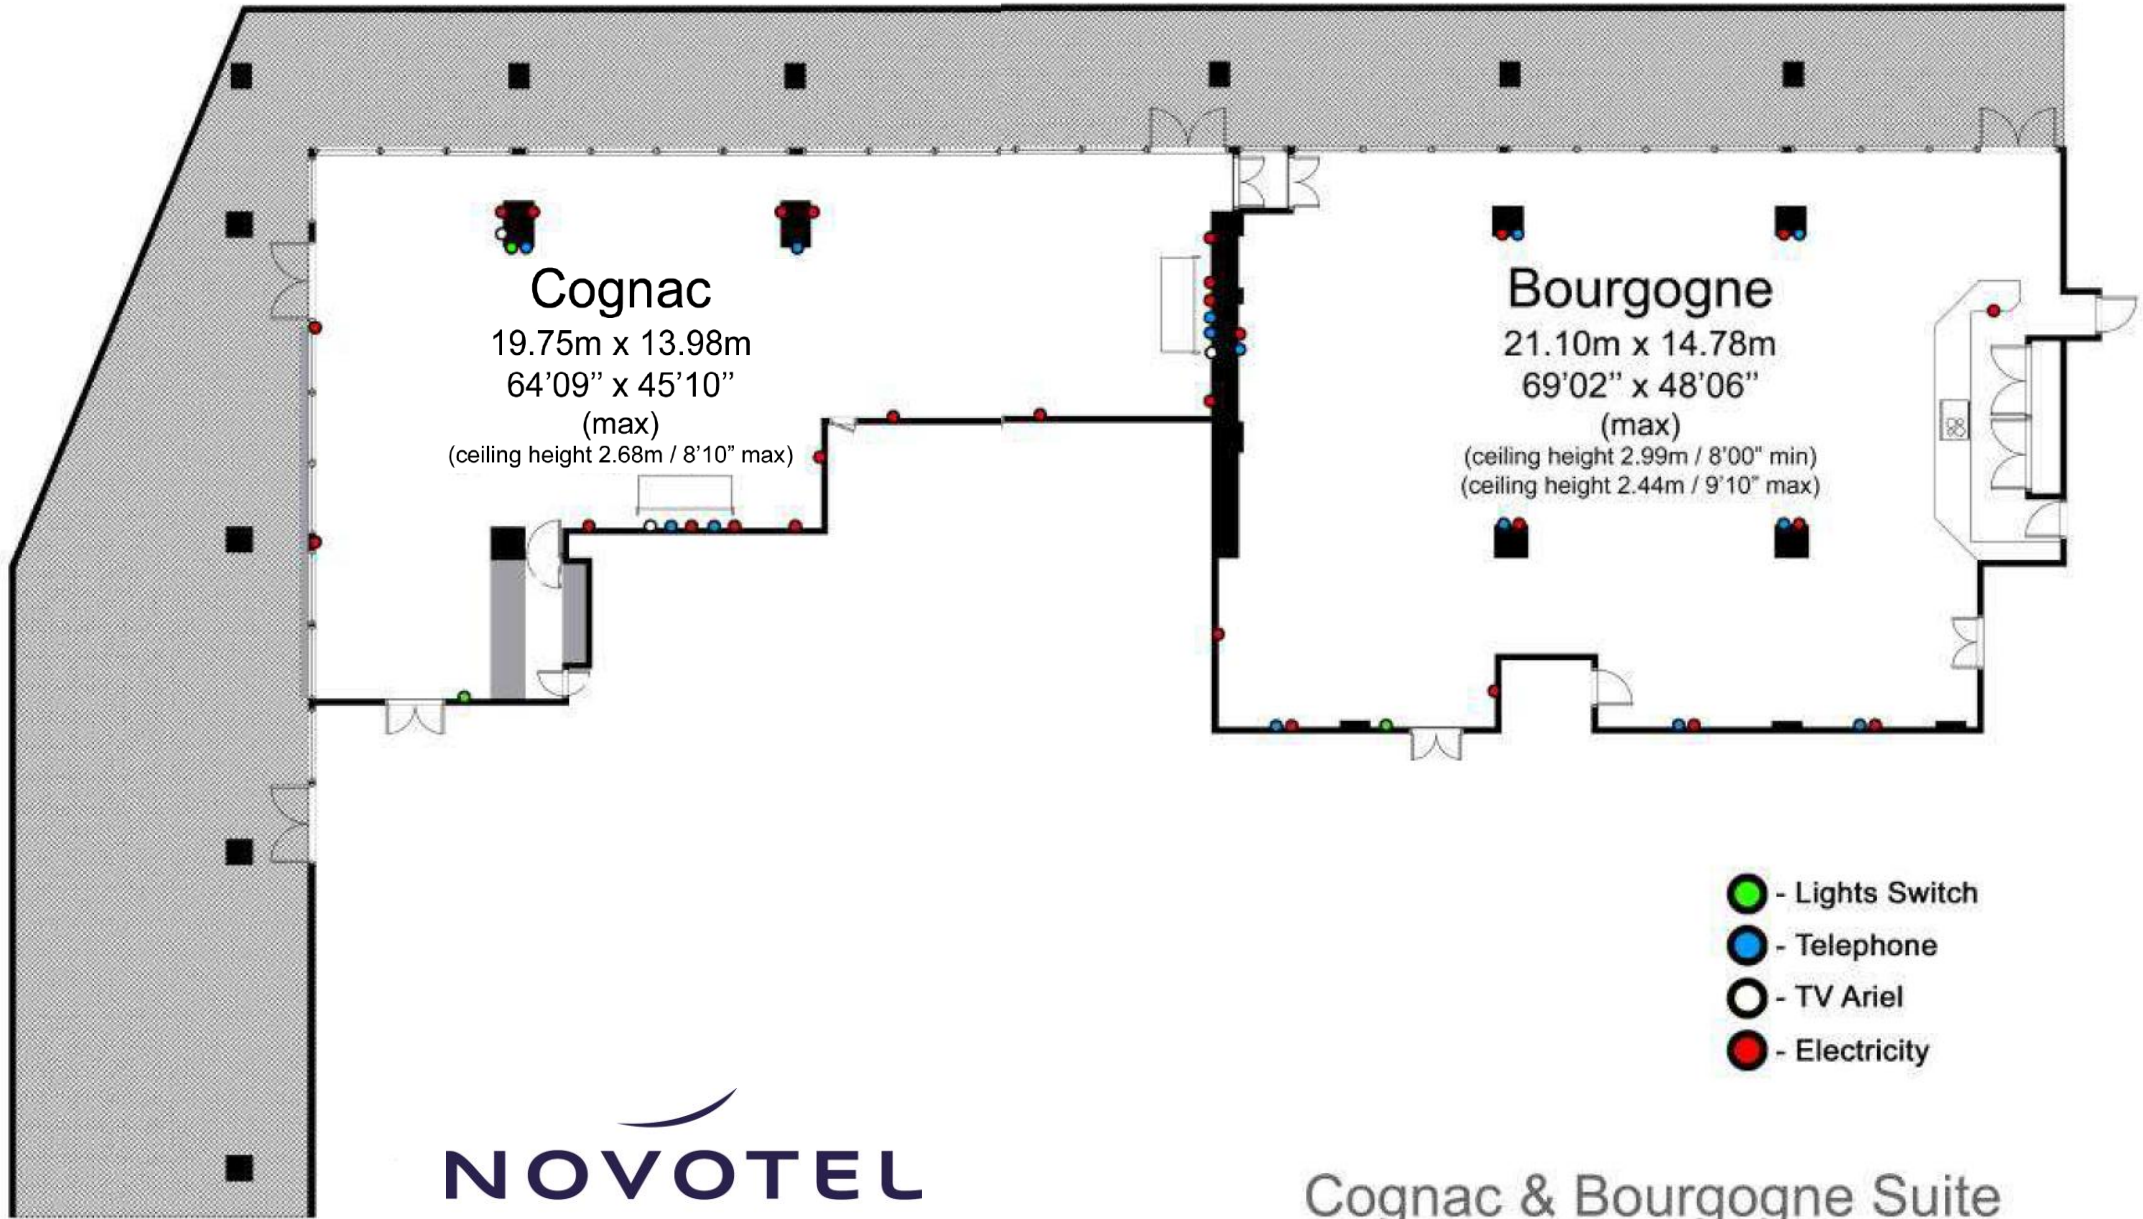 Cognac
19.75m x 13.98m
64’09” x 45’10”
(max)
(ceiling height 2.68m / 8’10” max)
Bourgogne
21.10m x 14.78m
69’02” x 48’06”
(max)
(ceiling height 2.99m / 8’00” min)
(ceiling height 2.44m / 9’10” max)
- Lights Switch
- Telephone
- TV Ariel
- Electricity
NOVOTEL
Cognac & Bourgogne Suite